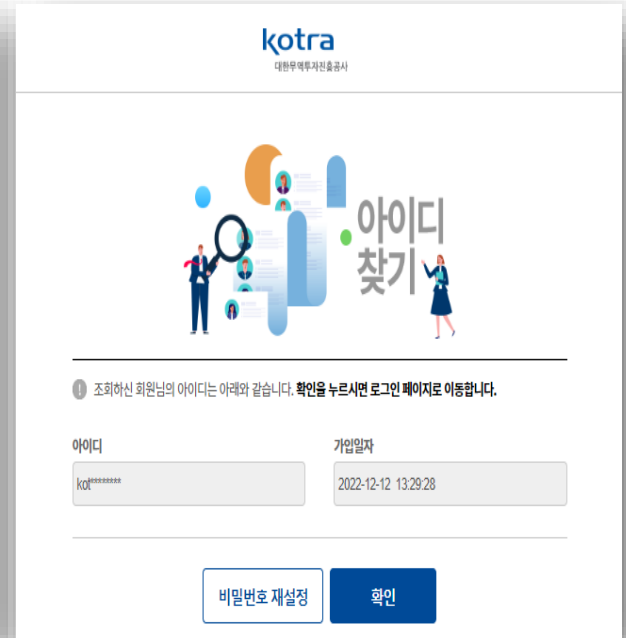 kotra
대한무역투자진흥공사
아이디
찾기
조회하신 회원님의 아이디는 아래와 같습니다. 확인을 누르시면 로그인 페이지로 이동합니다.
아이디
가입일자
kot********
2022-12-12 13:29:28
비밀번호 재설정
확인